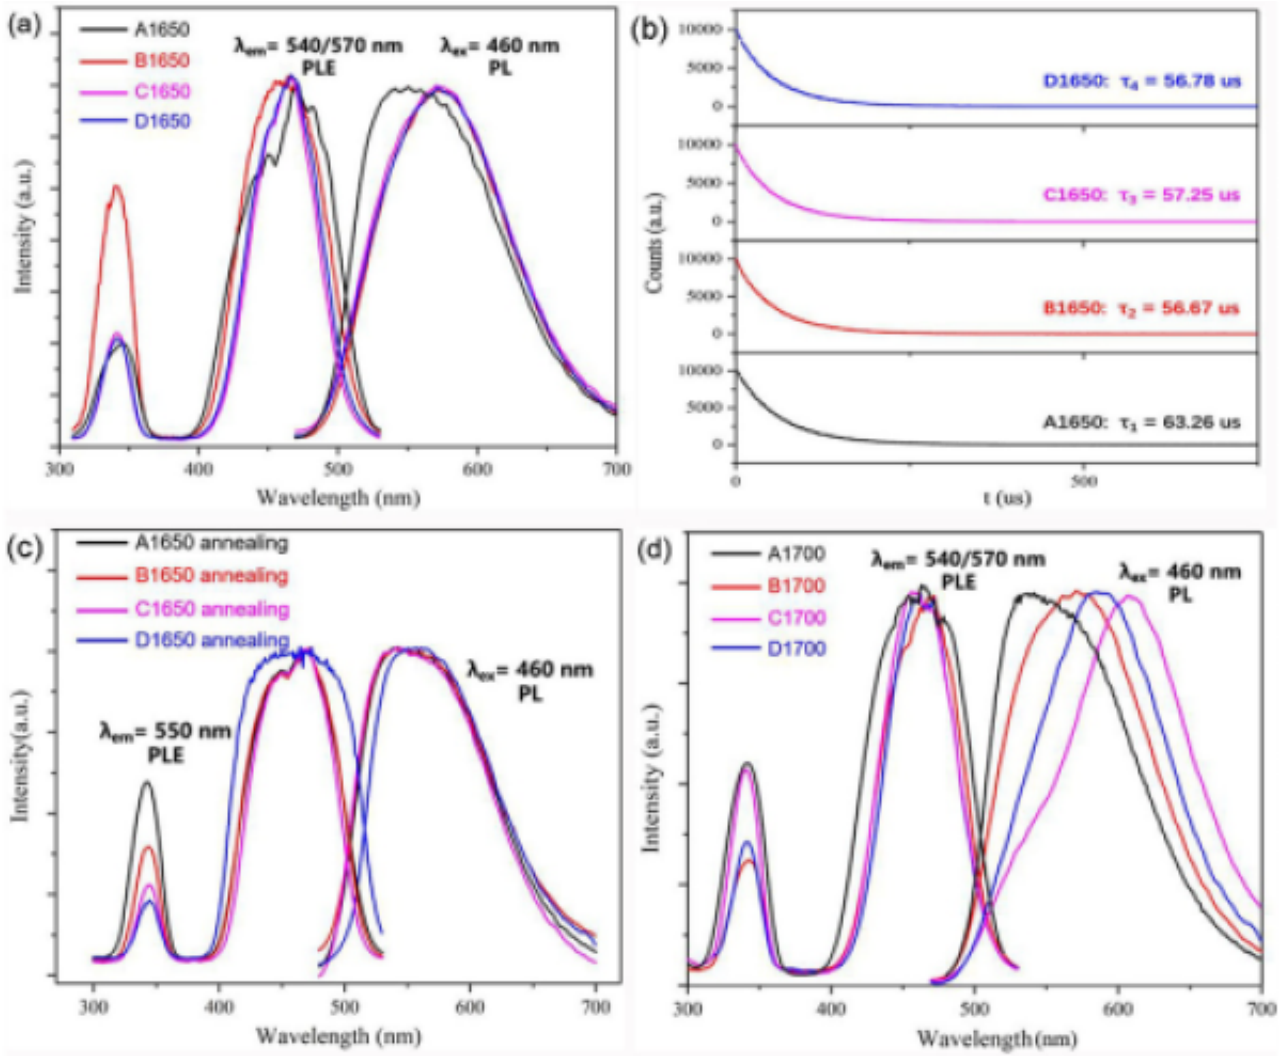 (a)
A1650
B1650
C1650
D1650
λem= 540/570 nm
PLE
λex= 460 nm
PL
Intensity (a.u.)
300
400
500
600
700
Wavelength (nm)
(b)
10000
5000
0
D1650: τ4 = 56.78 us
10000
5000
0
C1650: τ3 = 57.25 us
10000
5000
0
B1650: τ2 = 56.67 us
10000
5000
0
A1650: τ1 = 63.26 us
Counts (a.u.)
0
500
t (us)
(c)
A1650 annealing
B1650 annealing
C1650 annealing
D1650 annealing
λem= 550 nm
PLE
λex= 460 nm
PL
Intensity(a.u.)
300
400
500
600
700
Wavelength (nm)
(d)
A1700
B1700
C1700
D1700
λem= 540/570 nm
PLE
λex= 460 nm
PL
Intensity (a.u.)
300
400
500
600
700
Wavelength(nm)